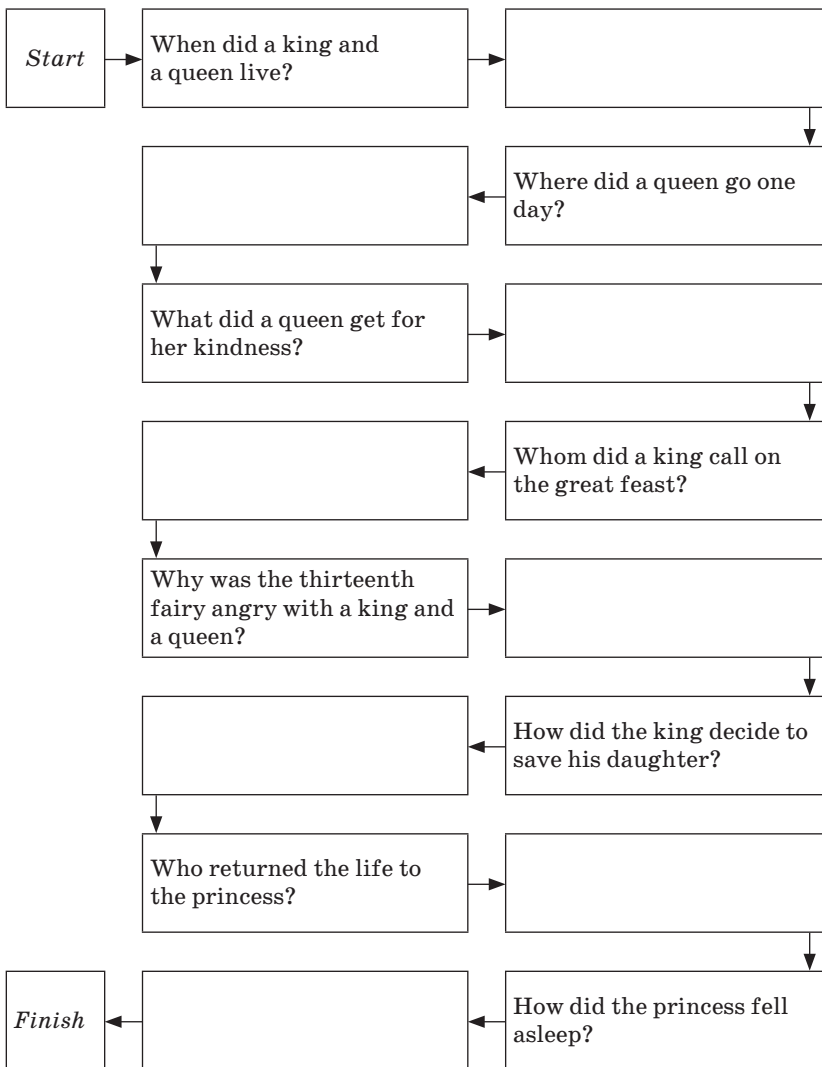 Start
When did a king and
a queen live?
Where did a queen go one
day?
What did a queen get for
her kindness?
Whom did a king call on
the great feast?
Why was the thirteenth
fairy angry with a king and
a queen?
How did the king decide to
save his daughter?
Who returned the life to
the princess?
How did the princess fell
asleep?
Finish